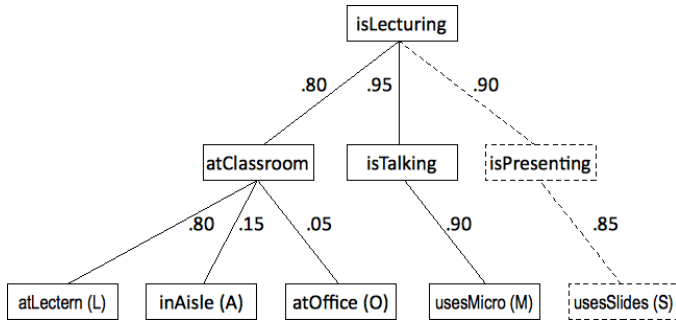 isLecturing
.80 .95 .90
atClassroom isTalking isPresenting
.80 .15 .05 .90 .85
atLectern (L) inAisle (A) atOffice (O) usesMicro (M) usesSlides (S)